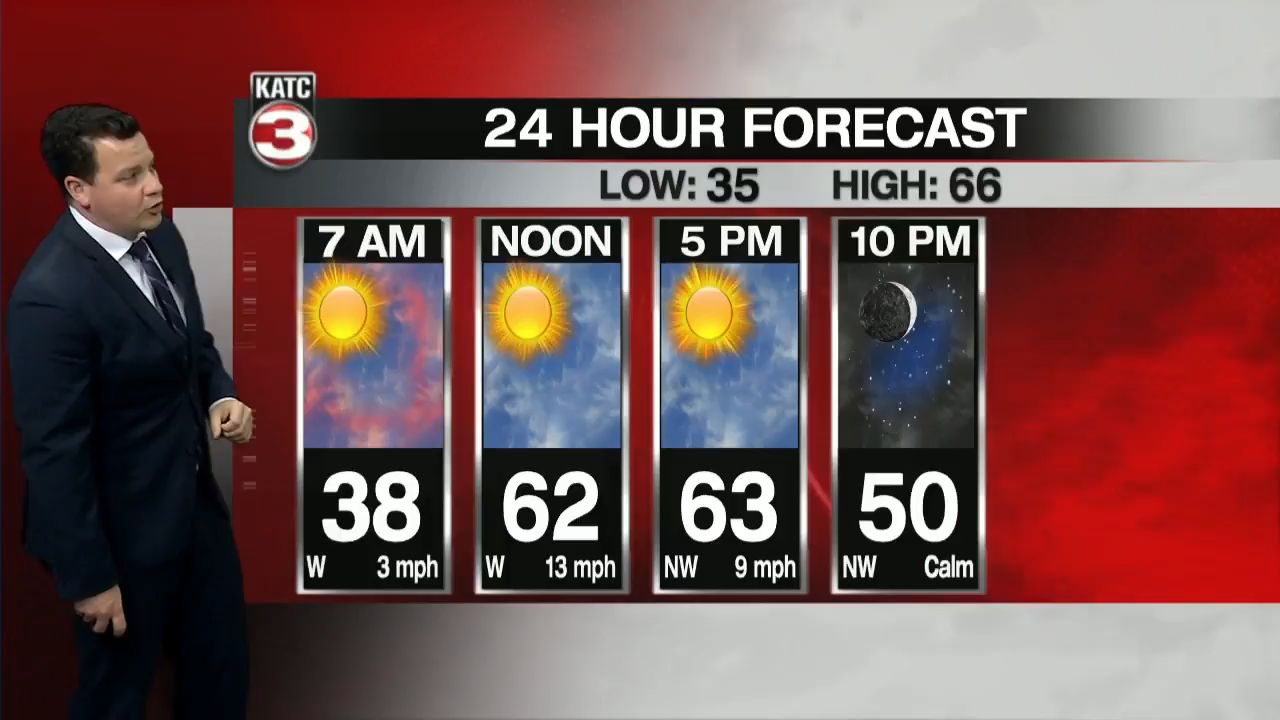 KATC
3
24 HOUR FORECAST
LOW: 35 HIGH: 66
7 AM NOON 5 PM 10 PM
38 62 63 50
W 3 mph W 13 mph NW 9 mph NW Calm